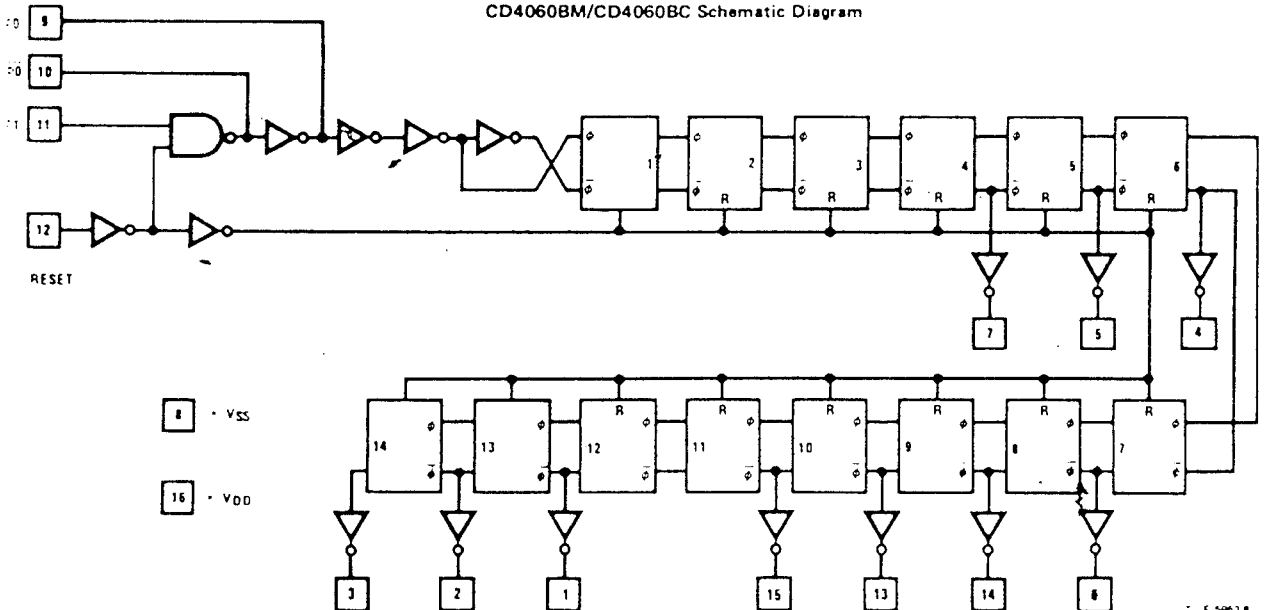 CD4060BM/CD4060BC Schematic Diagram
9
10
11
12
RESET
φ φ̄ 1
φ φ̄ 2 R
φ φ̄ 3 R
φ φ̄ 4 R
φ φ̄ 5 R
φ φ̄ 6 R
7 5 4
8 · VSS
16 · VDD
14 φ φ̄
13 φ φ̄
R 12 φ φ̄
R 11 φ φ̄
R 10 φ φ̄
R 9 φ φ̄
R 8 φ φ̄
R 7 φ φ̄
3 2 1 15 13 14 6